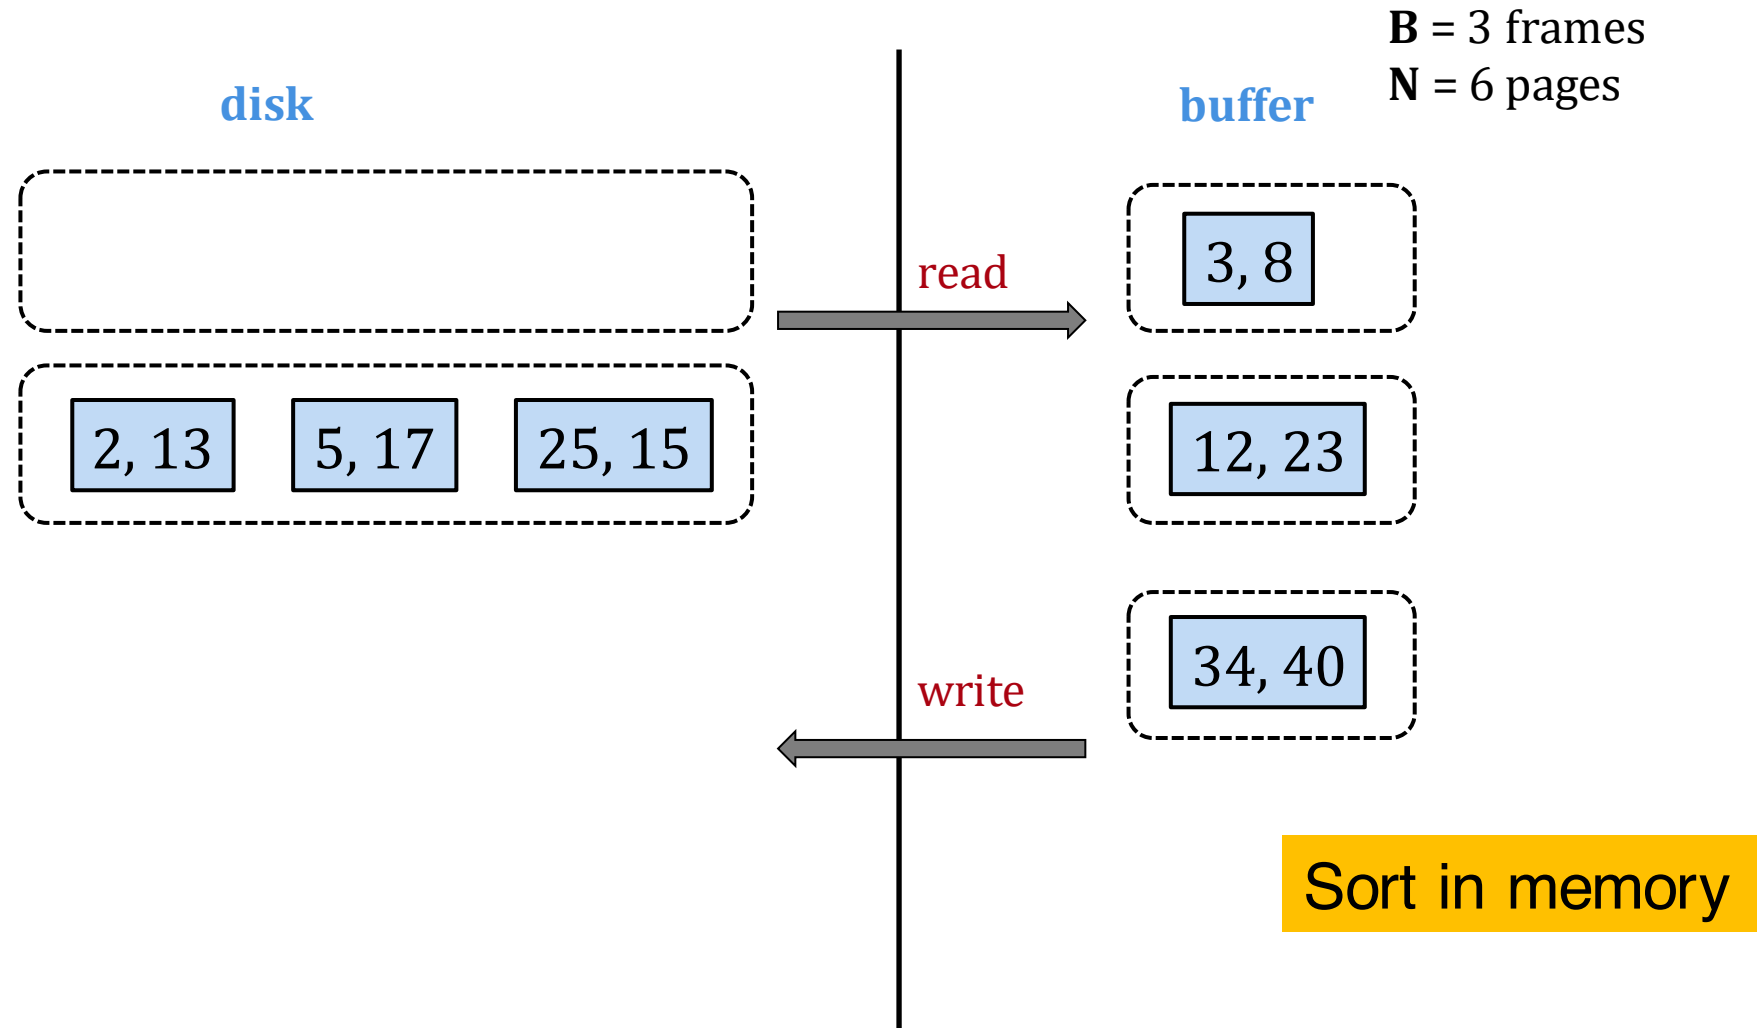 B = 3 frames
N = 6 pages
disk
buffer
3, 8
read
2, 13
5, 17
25, 15
12, 23
34, 40
write
Sort in memory